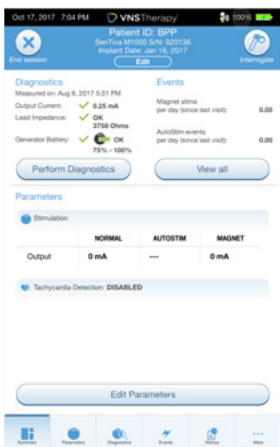 Oct 17, 2017 7:04 PM VNSTherapy 100%
Patient ID: BPP
SenTiva M1000 S/N: 920136
Implant Date: Jan 16, 2017
End session Edit Interrogate
Diagnostics
Measured on: Aug 8, 2017 5:31 PM
Output Current: 0.25 mA
Lead Impedance: OK
3758 Ohms
Generator Battery: OK
75% - 100%
Perform Diagnostics
Events
Magnet stims
per day (since last visit): 0.00
AutoStim events
per day (since last visit): 0.00
View all
Parameters
Stimulation
NORMAL AUTOSTIM MAGNET
Output 0 mA --- 0 mA
Tachycardia Detection: DISABLED
Edit Parameters
Summary Parameters Diagnostics Events History More